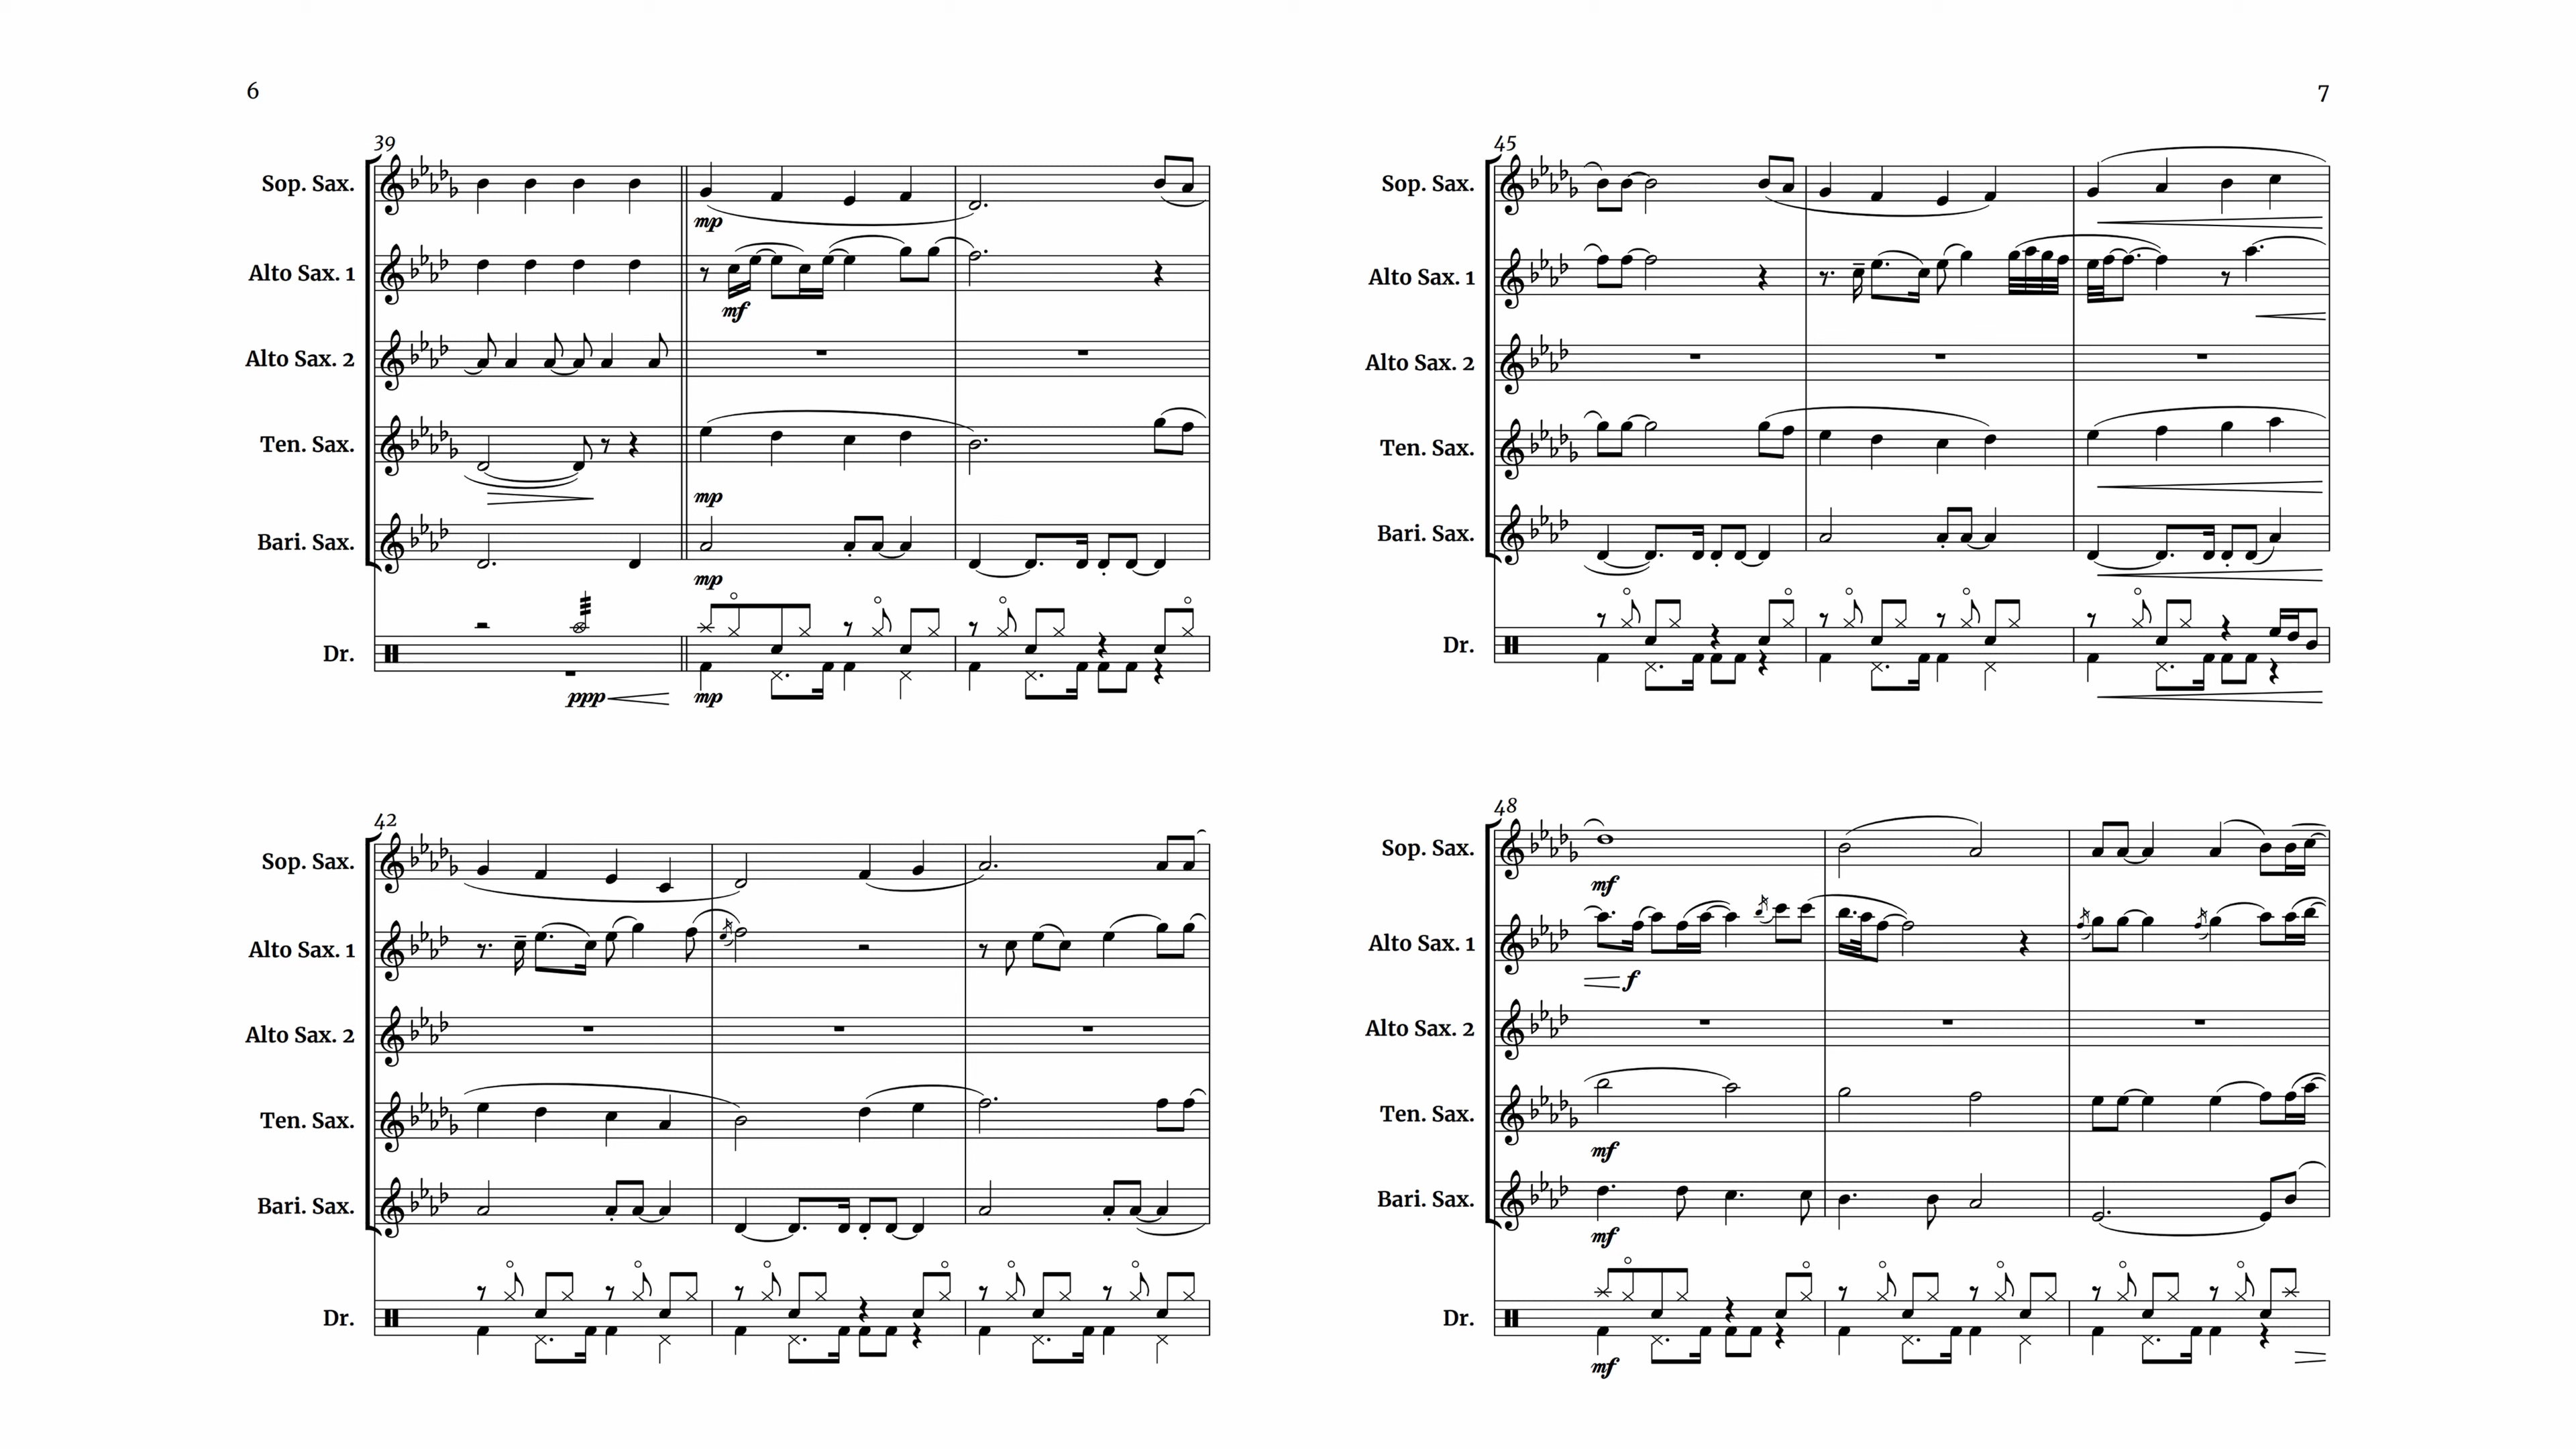 6
39
Sop. Sax.
Alto Sax. 1
Alto Sax. 2
Ten. Sax.
Bari. Sax.
Dr.
mp
mf
mp
mp
ppp
mp
42
Sop. Sax.
Alto Sax. 1
Alto Sax. 2
Ten. Sax.
Bari. Sax.
Dr.
7
45
Sop. Sax.
Alto Sax. 1
Alto Sax. 2
Ten. Sax.
Bari. Sax.
Dr.
48
Sop. Sax.
mf
Alto Sax. 1
f
Alto Sax. 2
Ten. Sax.
mf
Bari. Sax.
mf
Dr.
mf